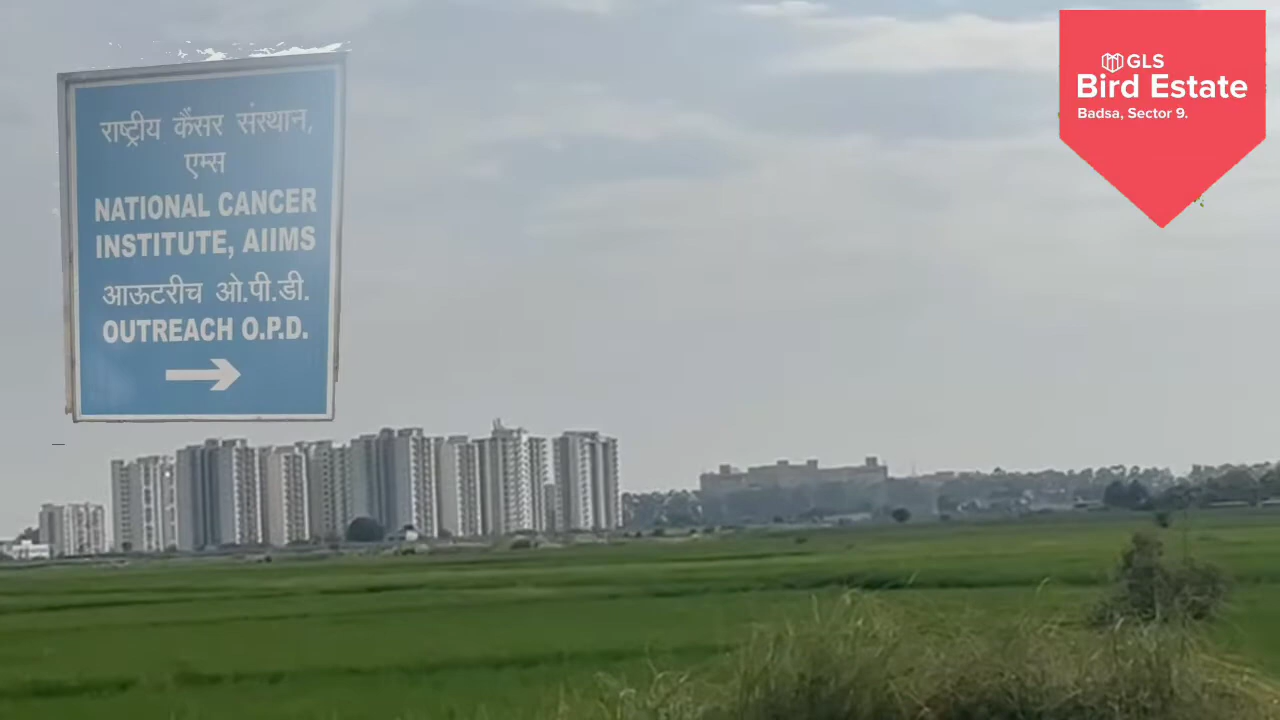 राष्ट्रीय कैंसर संस्थान,
एम्स
NATIONAL CANCER
INSTITUTE, AIIMS
आऊटरीच ओ.पी.डी.
OUTREACH O.P.D.
GLS
Bird Estate
Badsa, Sector 9.